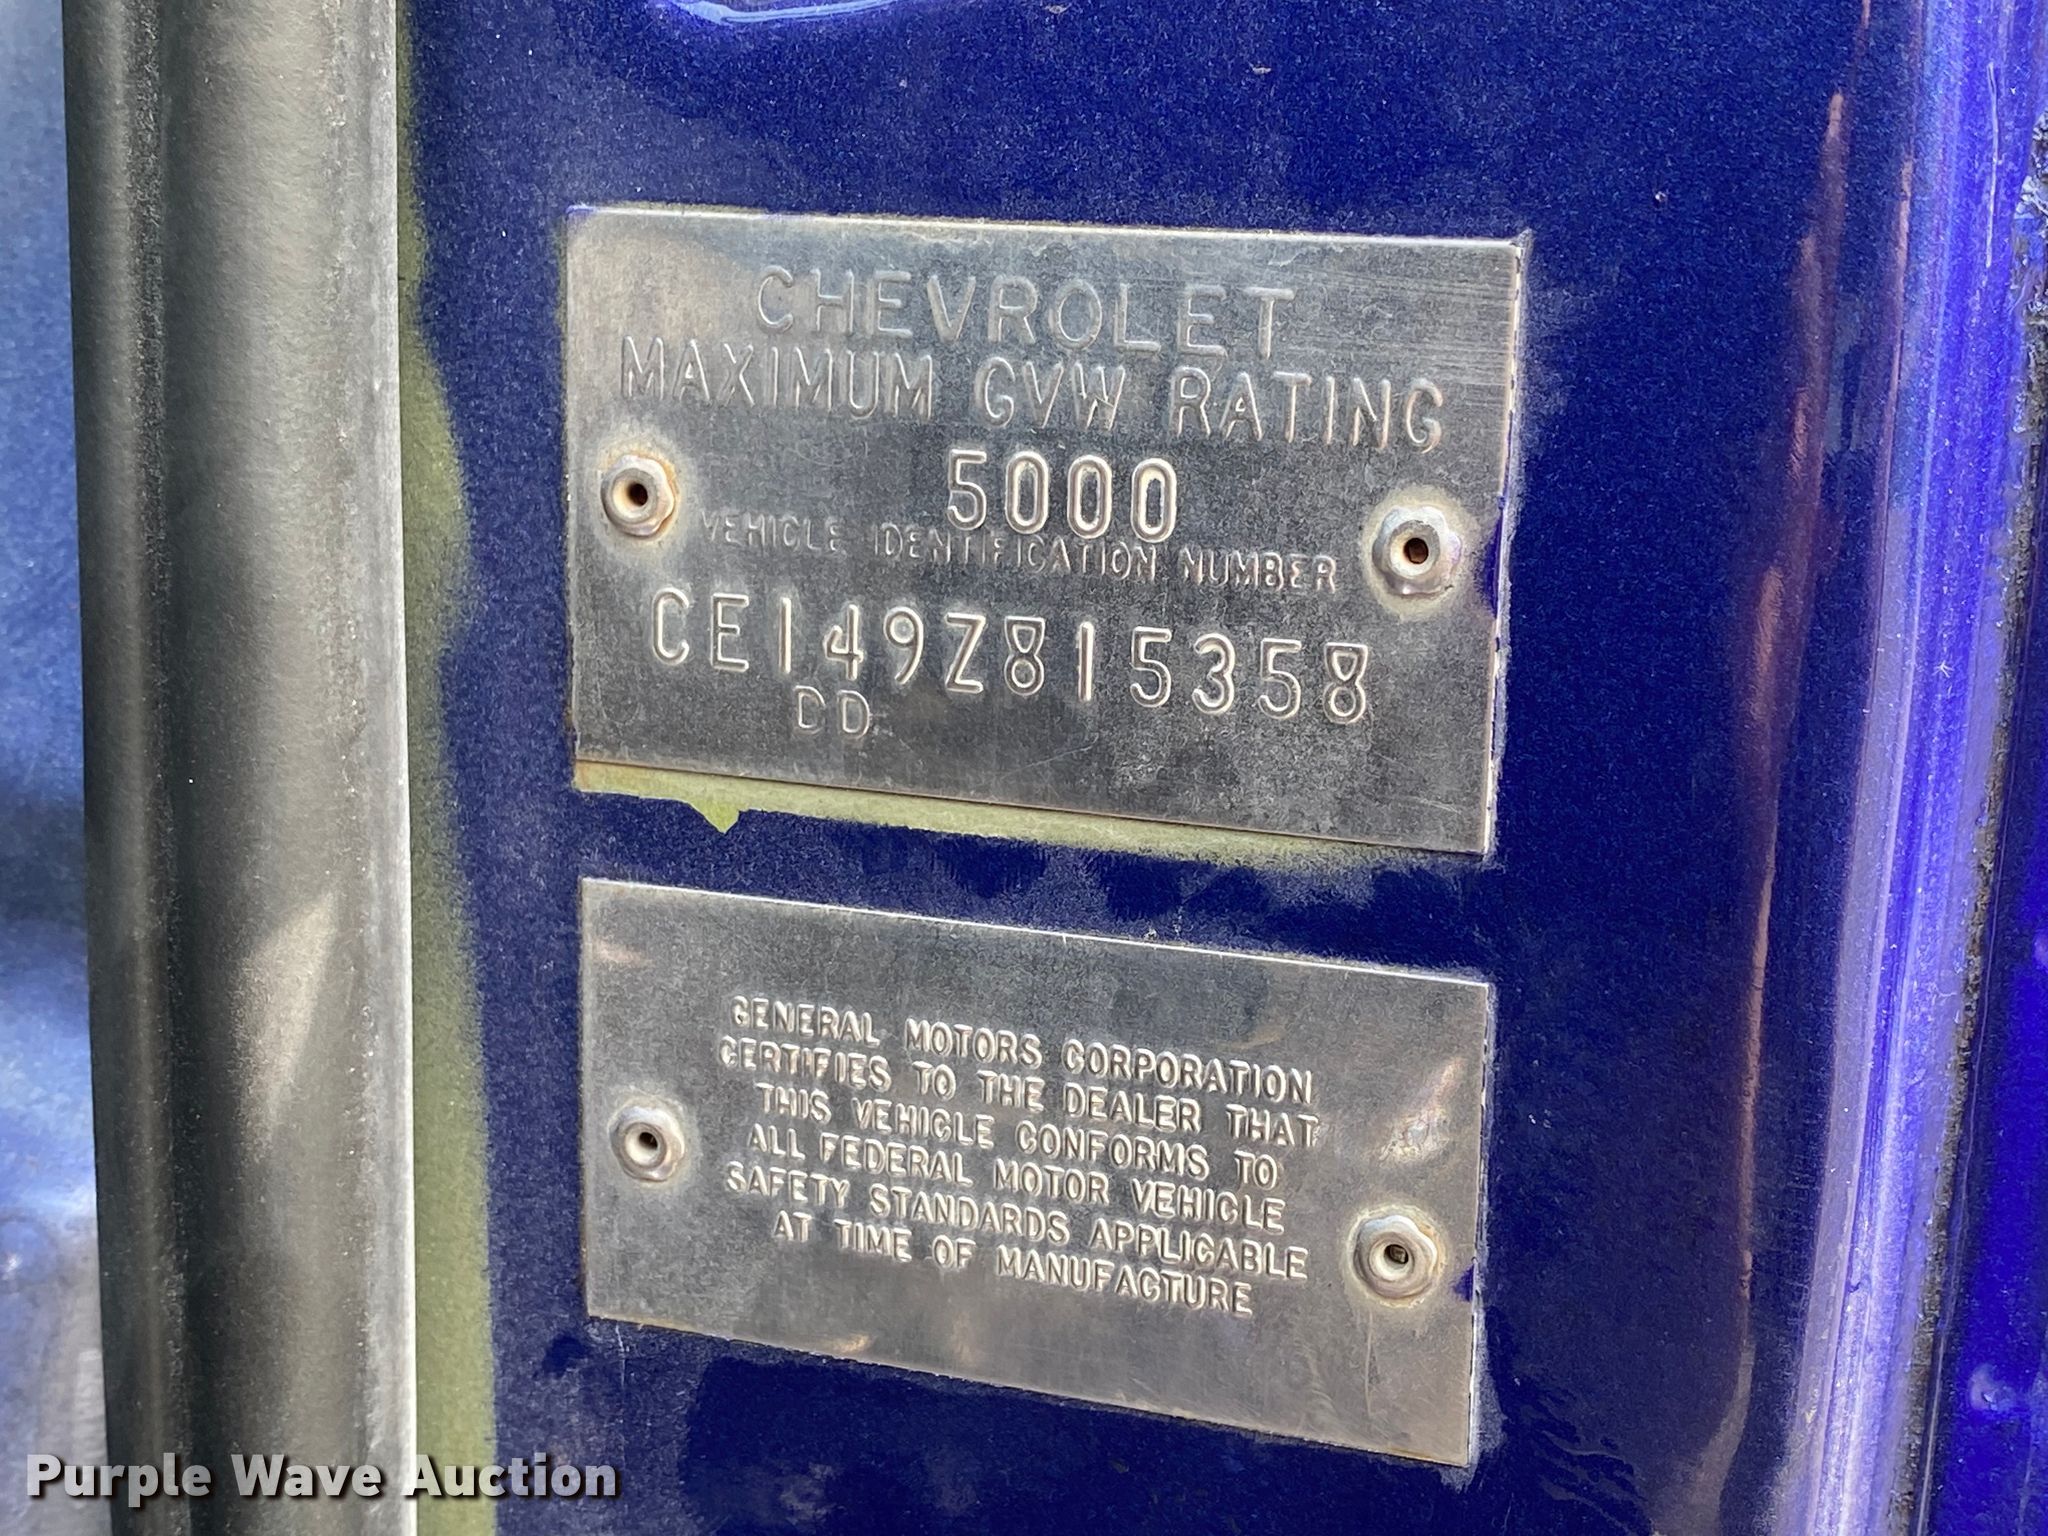 CHEVROLET
MAXIMUM GVW RATING
5000
VEHICLE IDENTIFICATION NUMBER
CE149Z815358
DD
GENERAL MOTORS CORPORATION
CERTIFIES TO THE DEALER THAT
THIS VEHICLE CONFORMS TO
ALL FEDERAL MOTOR VEHICLE
SAFETY STANDARDS APPLICABLE
AT TIME OF MANUFACTURE
Purple Wave Auction